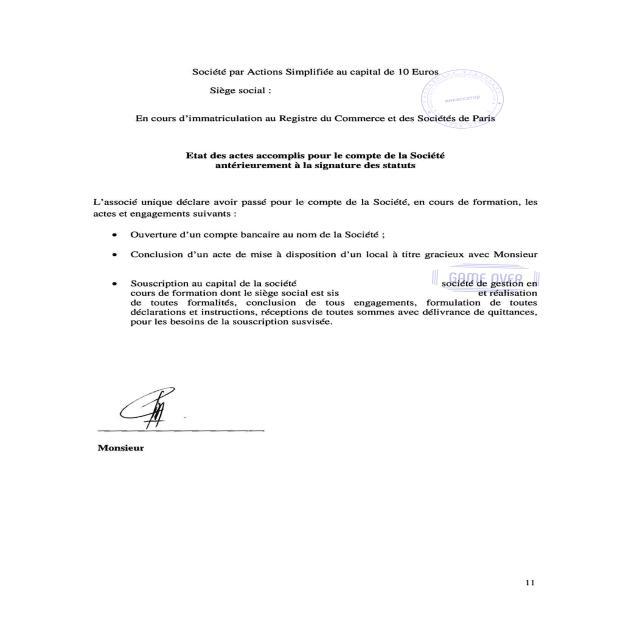 Société par Actions Simplifiée au capital de 10 Euros
Siège social :
En cours d'immatriculation au Registre du Commerce et des Sociétés de Paris
Etat des actes accomplis pour le compte de la Société
antérieurement à la signature des statuts
L'associé unique déclare avoir passé pour le compte de la Société, en cours de formation, les
actes et engagements suivants :
• Ouverture d'un compte bancaire au nom de la Société ;
• Conclusion d'un acte de mise à disposition d'un local à titre gracieux avec Monsieur
GAME OVER
• Souscription au capital de la société société de gestion en
cours de formation dont le siège social est sis et réalisation
de toutes formalités, conclusion de tous engagements, formulation de toutes
déclarations et instructions, réceptions de toutes sommes avec délivrance de quittances,
pour les besoins de la souscription susvisée.
Monsieur
11